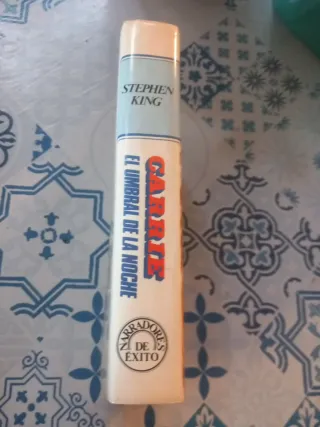 STEPHEN
KING
CARRIE
EL UMBRAL DE LA NOCHE
NARRADORES
DE
ÉXITO